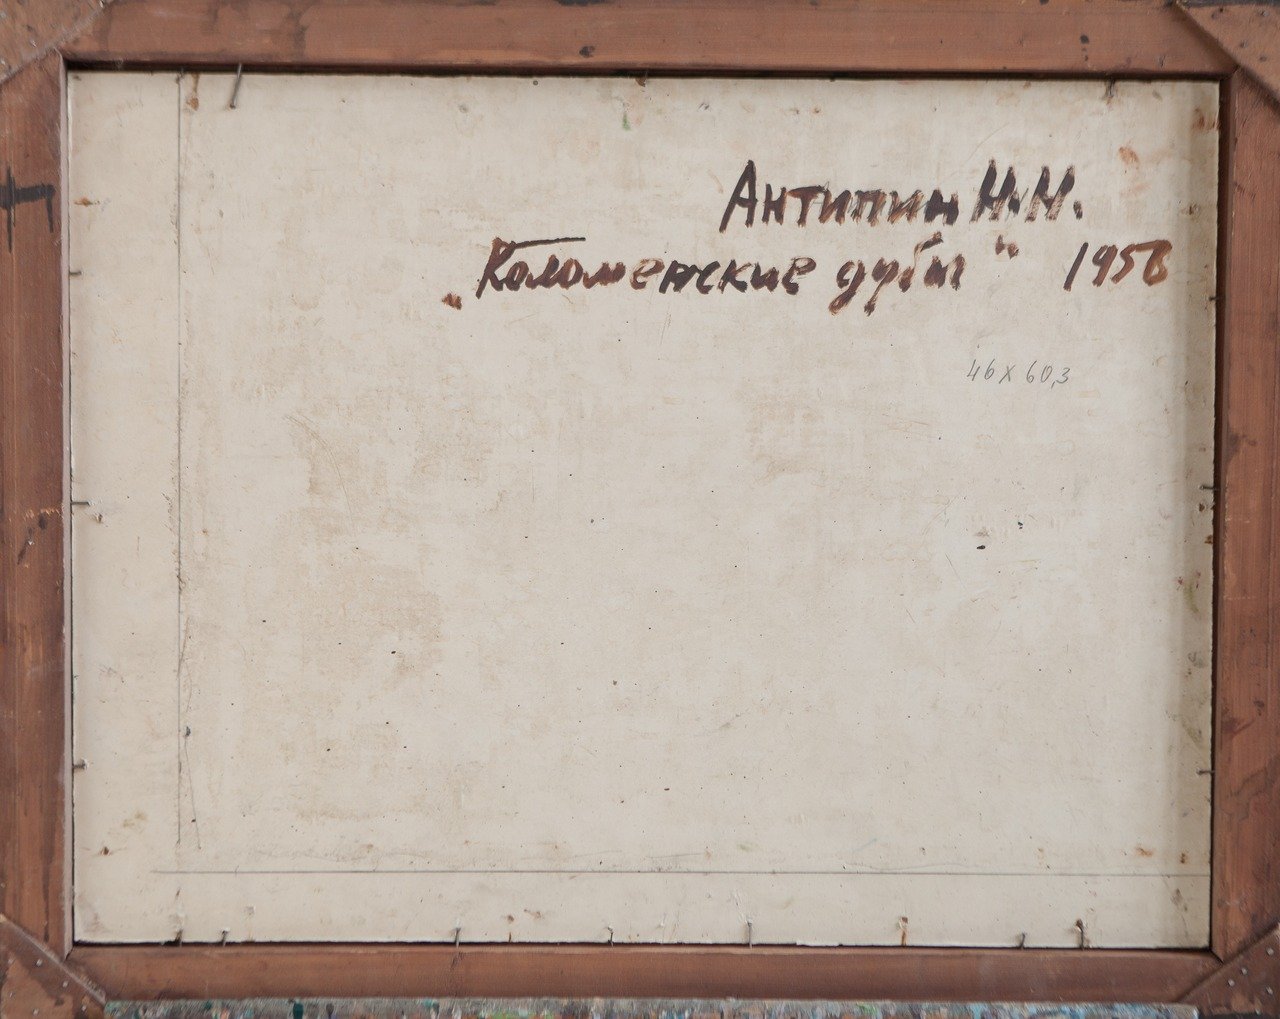 Антипин Н.Н.
„Коломенские дубы" 1958
46 х 60,3